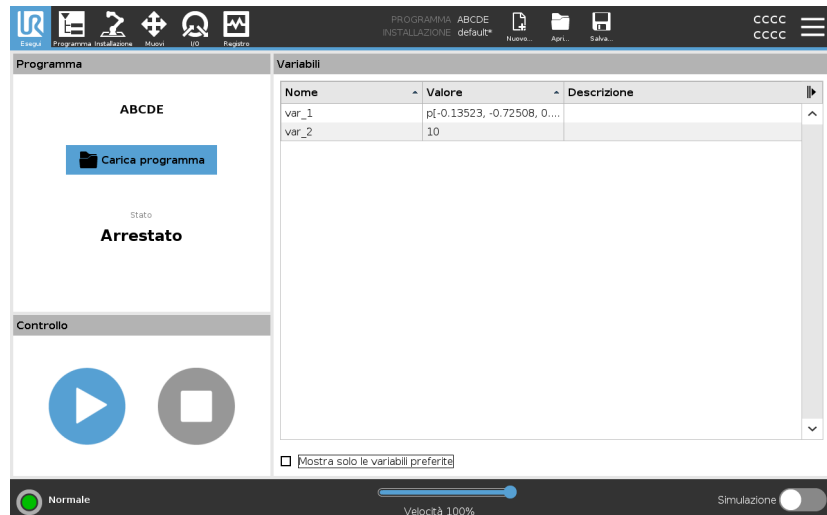 UR
PROGRAMMA ABCDE
INSTALLAZIONE default*
Esegui Programma Installazione Muovi I/O Registro
Nuovo... Apri... Salva...
cccc
cccc
Programma
ABCDE
Carica programma
Stato
Arrestato
Controllo
Variabili
Nome Valore Descrizione
var_1 p[-0.13523, -0.72508, 0....
var_2 10
Mostra solo le variabili preferite
Normale
Velocità 100%
Simulazione